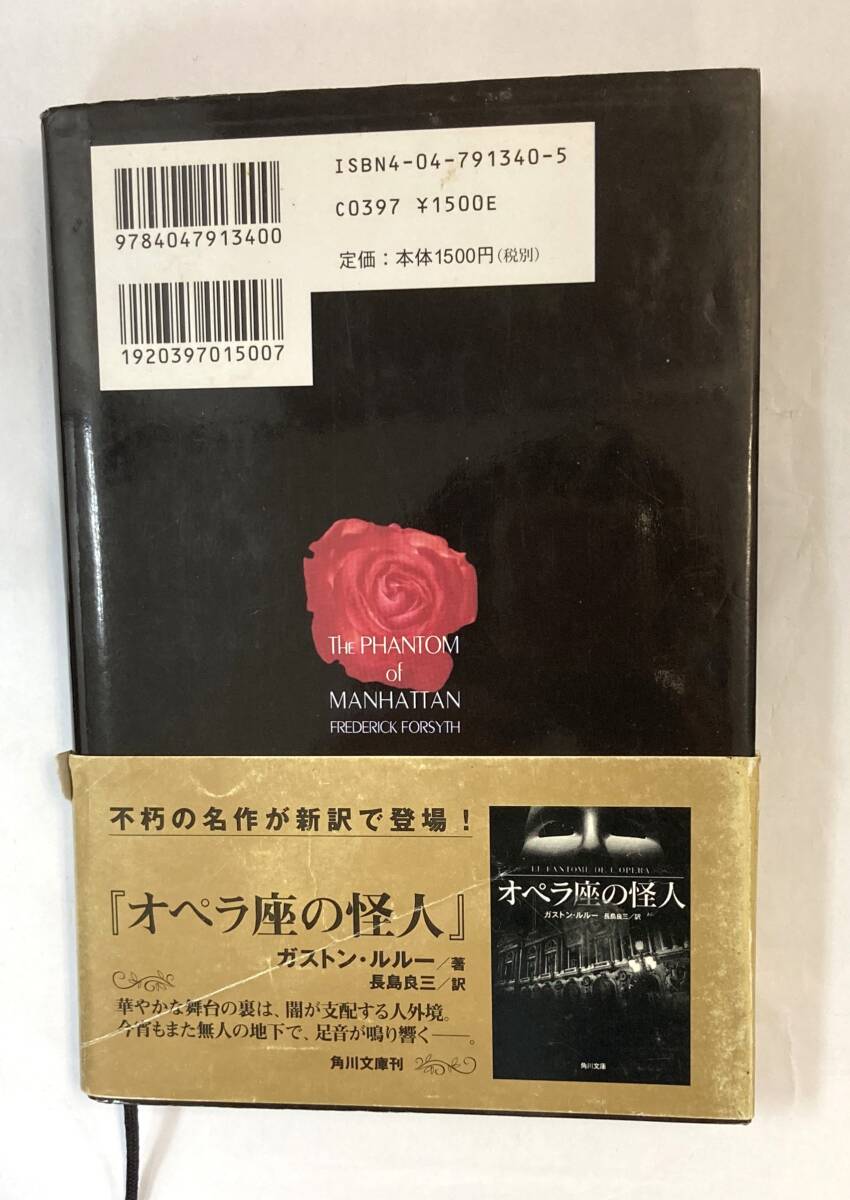 ISBN4-04-791340-5
C0397 ¥1500E
定価：本体1500円(税別)
9784047913400
1920397015007
THE PHANTOM
of
MANHATTAN
FREDERICK FORSYTH
不朽の名作が新訳で登場！
『オペラ座の怪人』
ガストン・ルルー／著
長島良三／訳
華やかな舞台の裏は、闇が支配する人外境。
今宵もまた無人の地下で、足音が鳴り響く――。
角川文庫刊
LE FANTOME DE L'OPERA
オペラ座の怪人
ガストン・ルルー 長島良三／訳
角川文庫